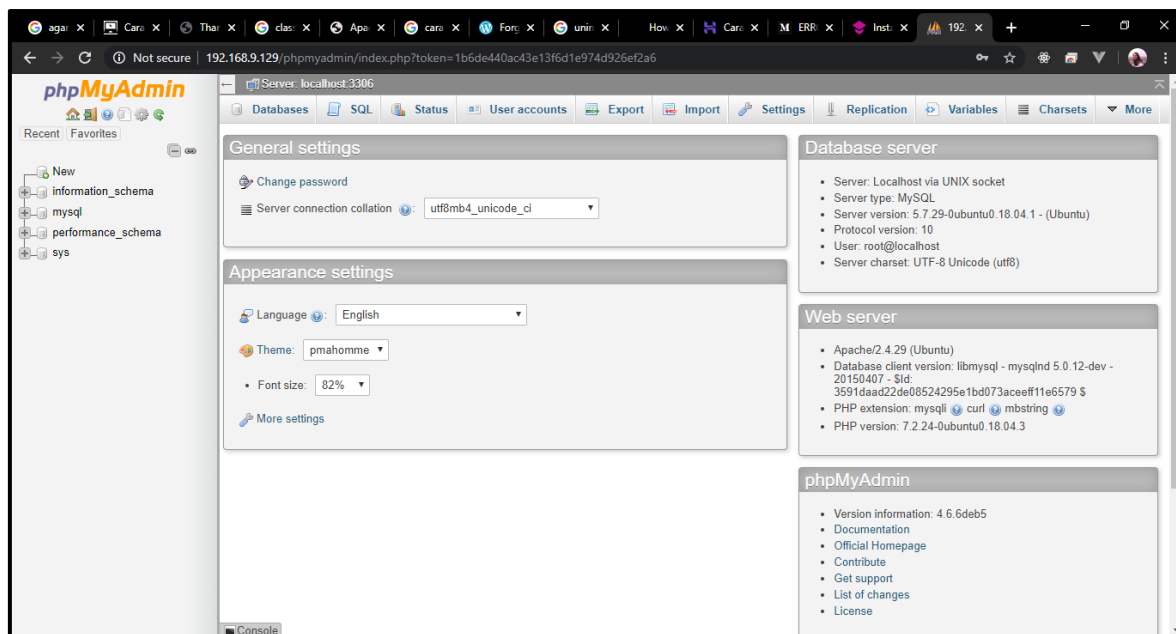 agar
Cara
Thar
clas:
Apa
cara
Forg
unin
How
Cara
M ERR
Insta
192.
Not secure | 192.168.9.129/phpmyadmin/index.php?token=1b6de440ac43e13f6d1e974d926ef2a6
phpMyAdmin
Recent Favorites
New
information_schema
mysql
performance_schema
sys
Server: localhost:3306
Databases SQL Status User accounts Export Import Settings Replication Variables Charsets More
General settings
Change password
Server connection collation : utf8mb4_unicode_ci
Appearance settings
Language : English
Theme: pmahomme
Font size: 82%
More settings
Database server
Server: Localhost via UNIX socket
Server type: MySQL
Server version: 5.7.29-0ubuntu0.18.04.1 - (Ubuntu)
Protocol version: 10
User: root@localhost
Server charset: UTF-8 Unicode (utf8)
Web server
Apache/2.4.29 (Ubuntu)
Database client version: libmysql - mysqlnd 5.0.12-dev -
20150407 - $Id:
3591daad22de08524295e1bd073aceeff11e6579 $
PHP extension: mysqli curl mbstring
PHP version: 7.2.24-0ubuntu0.18.04.3
phpMyAdmin
Version information: 4.6.6deb5
Documentation
Official Homepage
Contribute
Get support
List of changes
License
Console